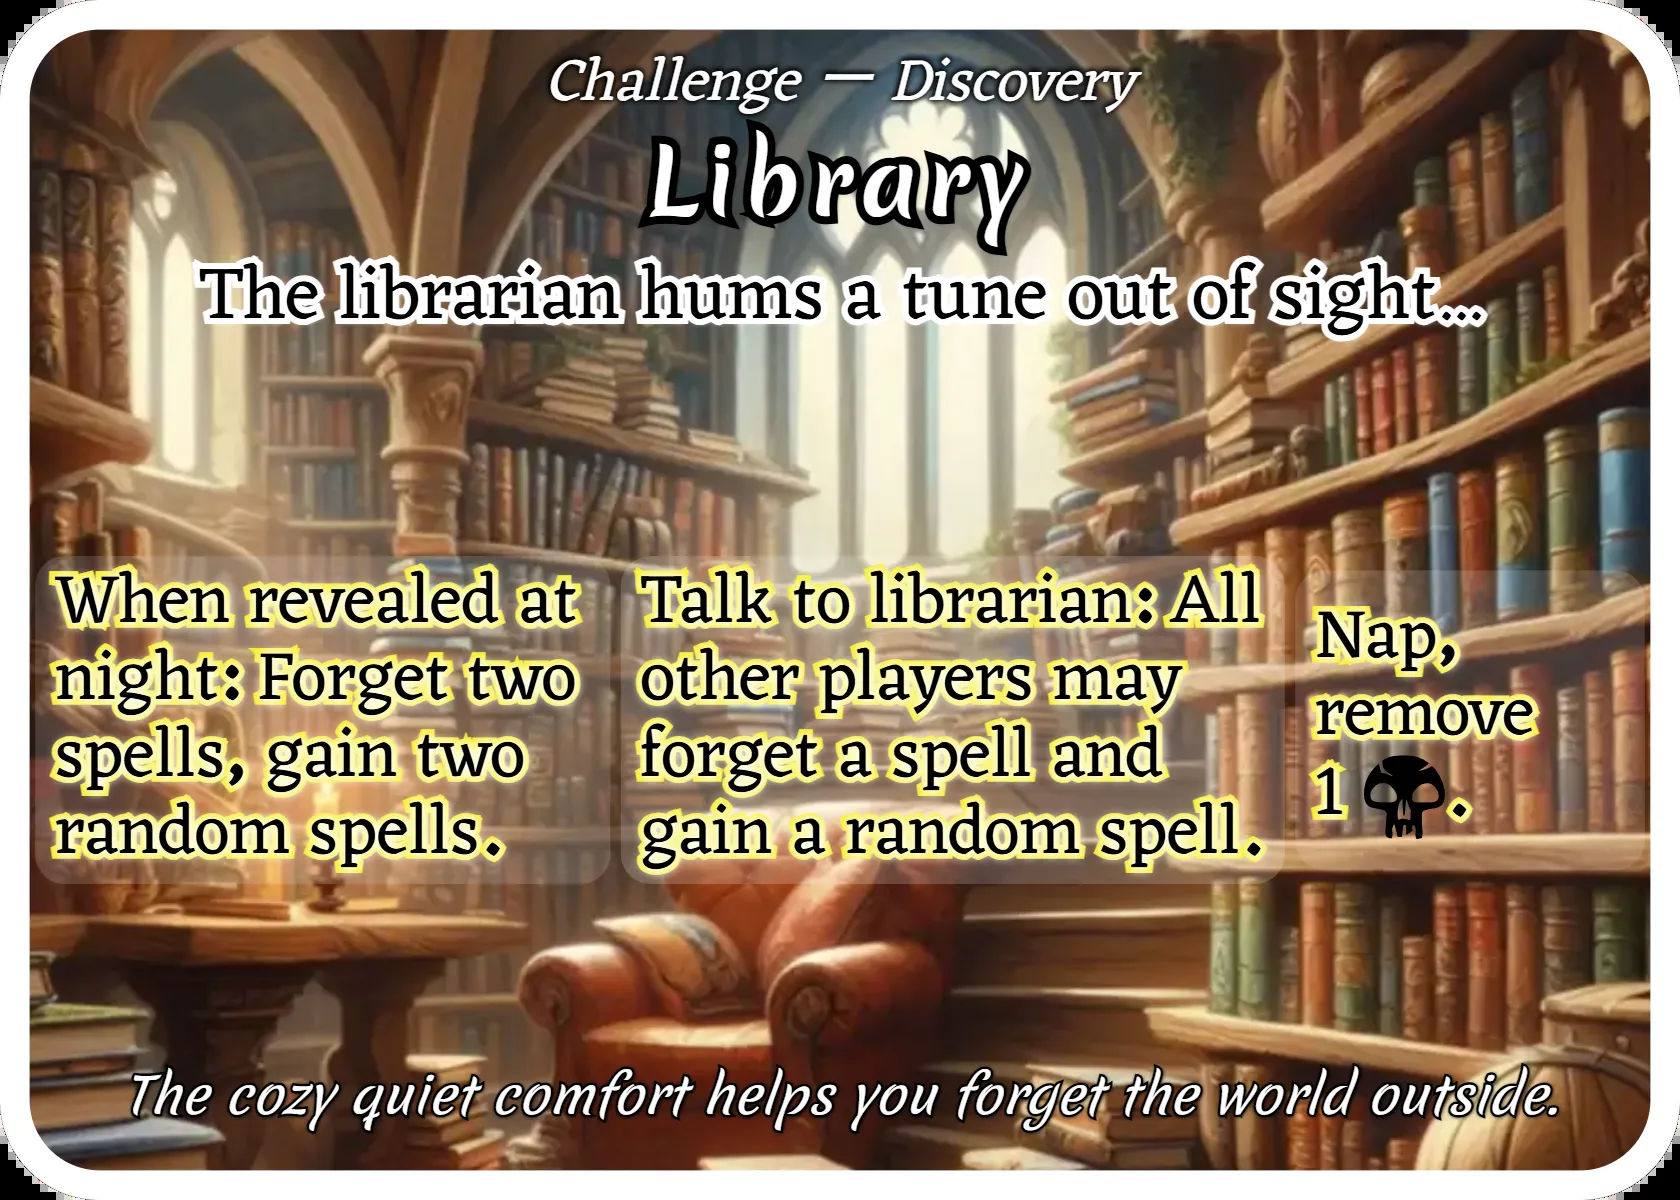 Challenge — Discovery
Library
The librarian hums a tune out of sight...
When revealed at
night: Forget two
spells, gain two
random spells.
Talk to librarian: All
other players may
forget a spell and
gain a random spell.
Nap,
remove
1 .
The cozy quiet comfort helps you forget the world outside.